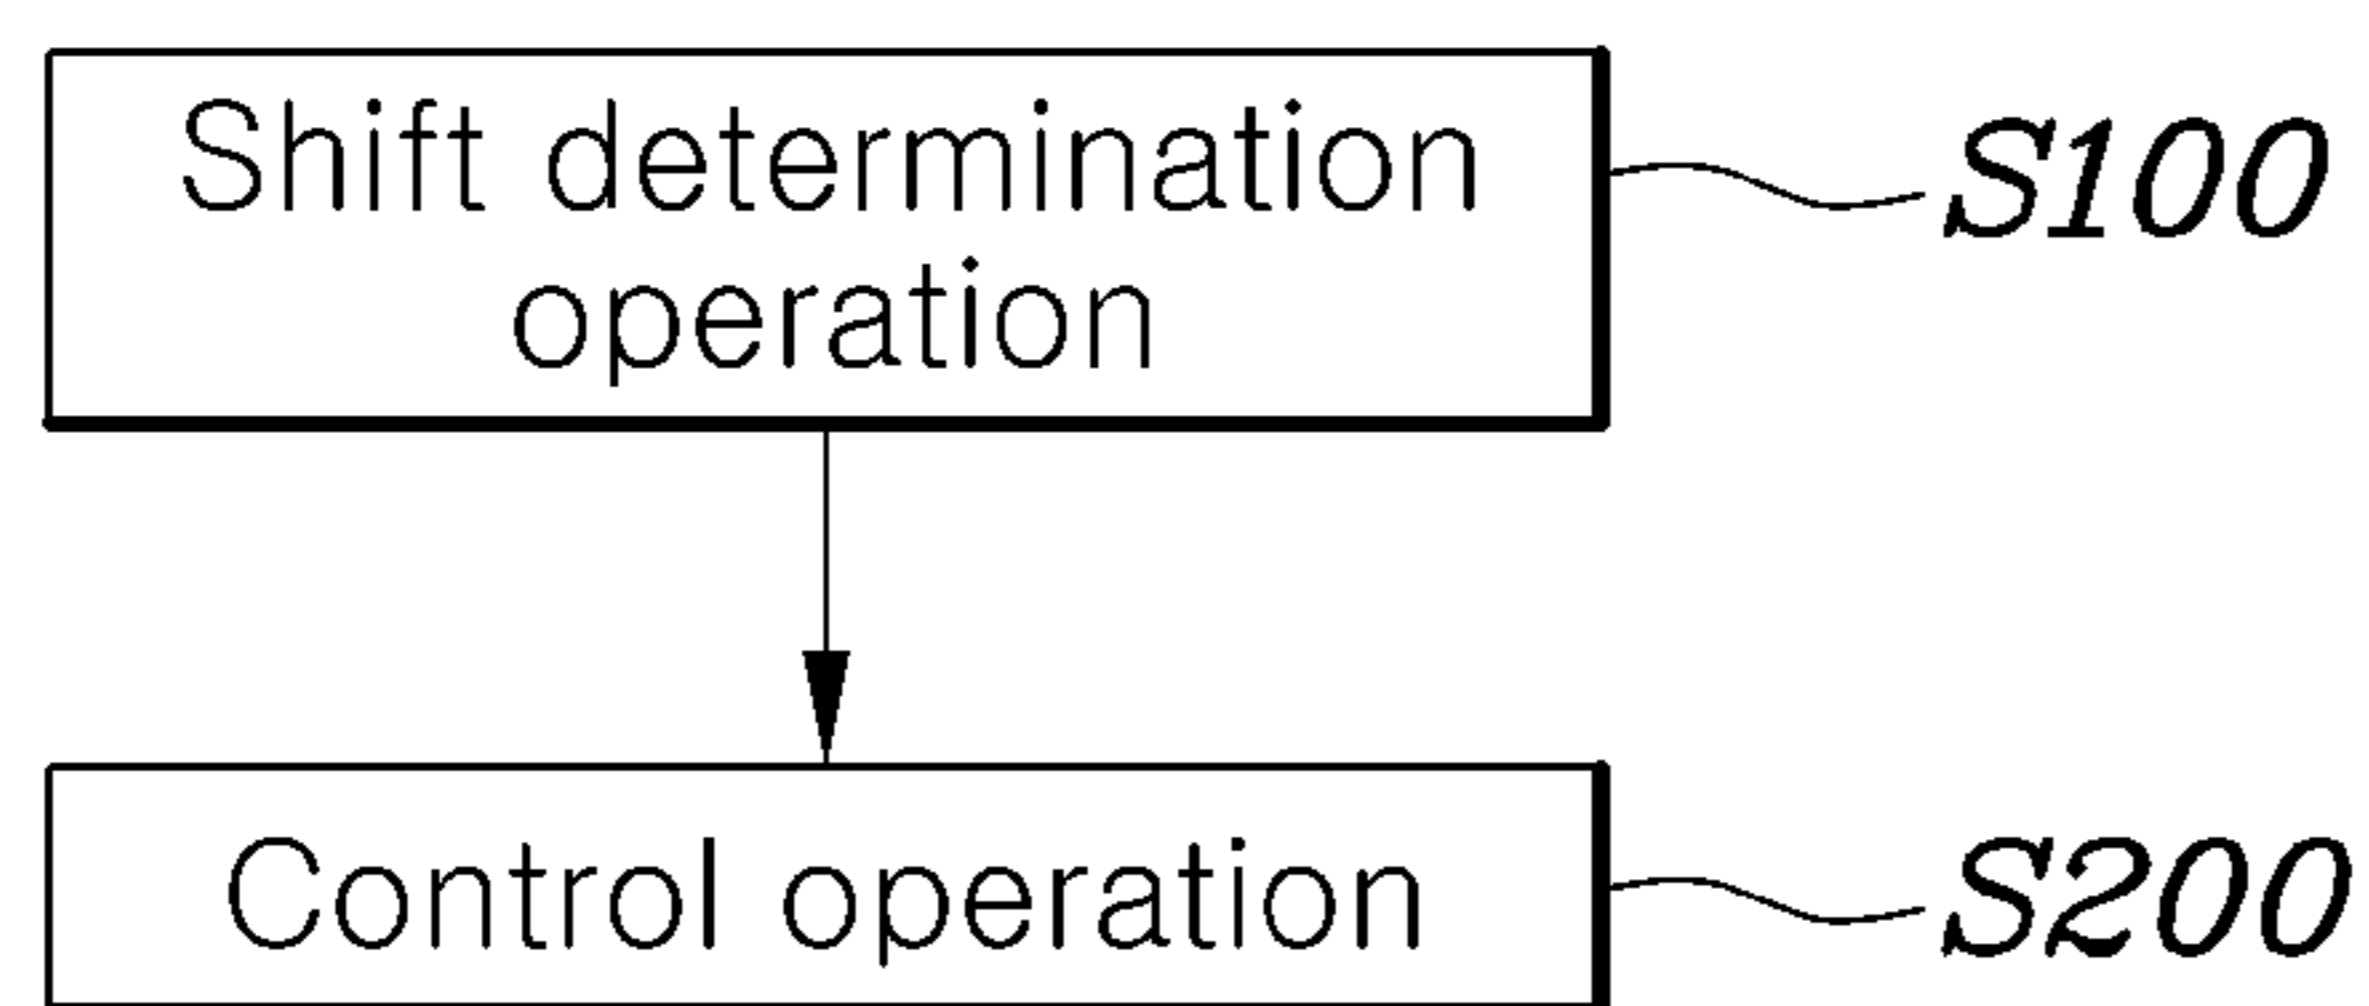 Shift determination
operation
S100
Control operation
S200